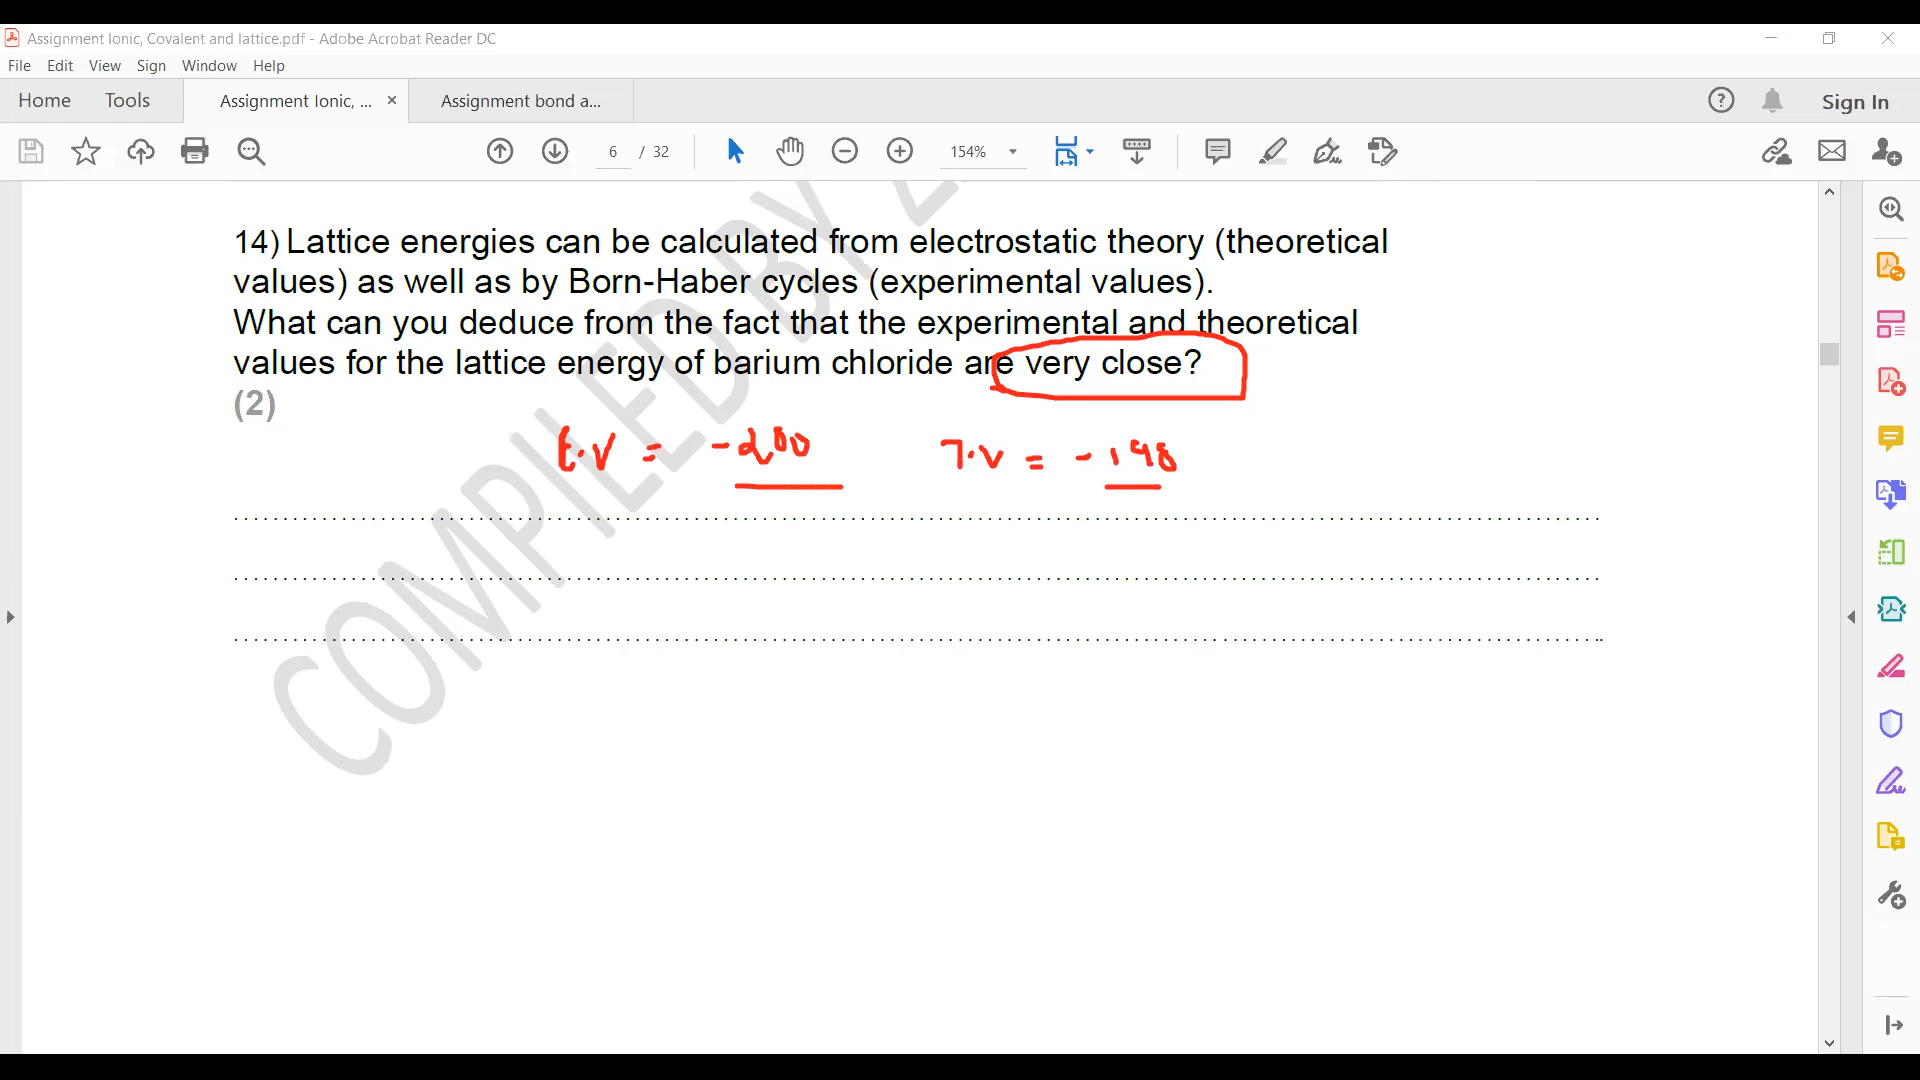 Assignment Ionic, Covalent and lattice.pdf - Adobe Acrobat Reader DC
File Edit View Sign Window Help
Home Tools Assignment Ionic, ... × Assignment bond a... Sign In
6 / 32 154%
14) Lattice energies can be calculated from electrostatic theory (theoretical
values) as well as by Born-Haber cycles (experimental values).
What can you deduce from the fact that the experimental and theoretical
values for the lattice energy of barium chloride are very close?
(2)
E.V = -200 T.V = -198
COMPILED BY